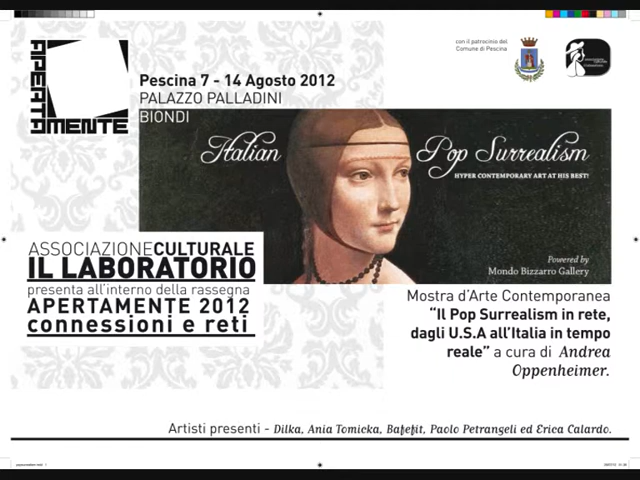 APERTA
MENTE
Pescina 7 - 14 Agosto 2012
PALAZZO PALLADINI
BIONDI
con il patrocinio del
Comune di Pescina
Italian Pop Surrealism
HYPER CONTEMPORARY ART AT HIS BEST!
Powered by
Mondo Bizzarro Gallery
ASSOCIAZIONECULTURALE
IL LABORATORIO
presenta all'interno della rassegna
APERTAMENTE 2012
connessioni e reti
Mostra d'Arte Contemporanea
"Il Pop Surrealism in rete,
dagli U.S.A all'Italia in tempo
reale" a cura di Andrea
Oppenheimer.
Artisti presenti - Dilka, Ania Tomicka, Bafefit, Paolo Petrangeli ed Erica Calardo.